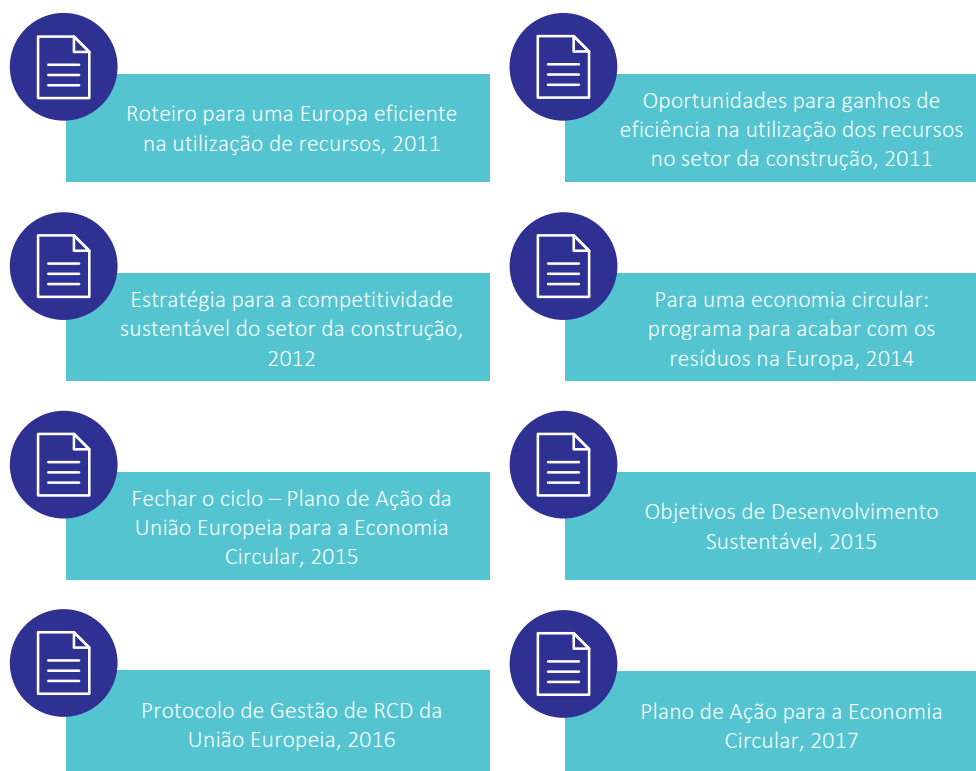 Roteiro para uma Europa eficiente
na utilização de recursos, 2011
Oportunidades para ganhos de
eficiência na utilização dos recursos
no setor da construção, 2011
Estratégia para a competitividade
sustentável do setor da construção,
2012
Para uma economia circular:
programa para acabar com os
resíduos na Europa, 2014
Fechar o ciclo – Plano de Ação da
União Europeia para a Economia
Circular, 2015
Objetivos de Desenvolvimento
Sustentável, 2015
Protocolo de Gestão de RCD da
União Europeia, 2016
Plano de Ação para a Economia
Circular, 2017